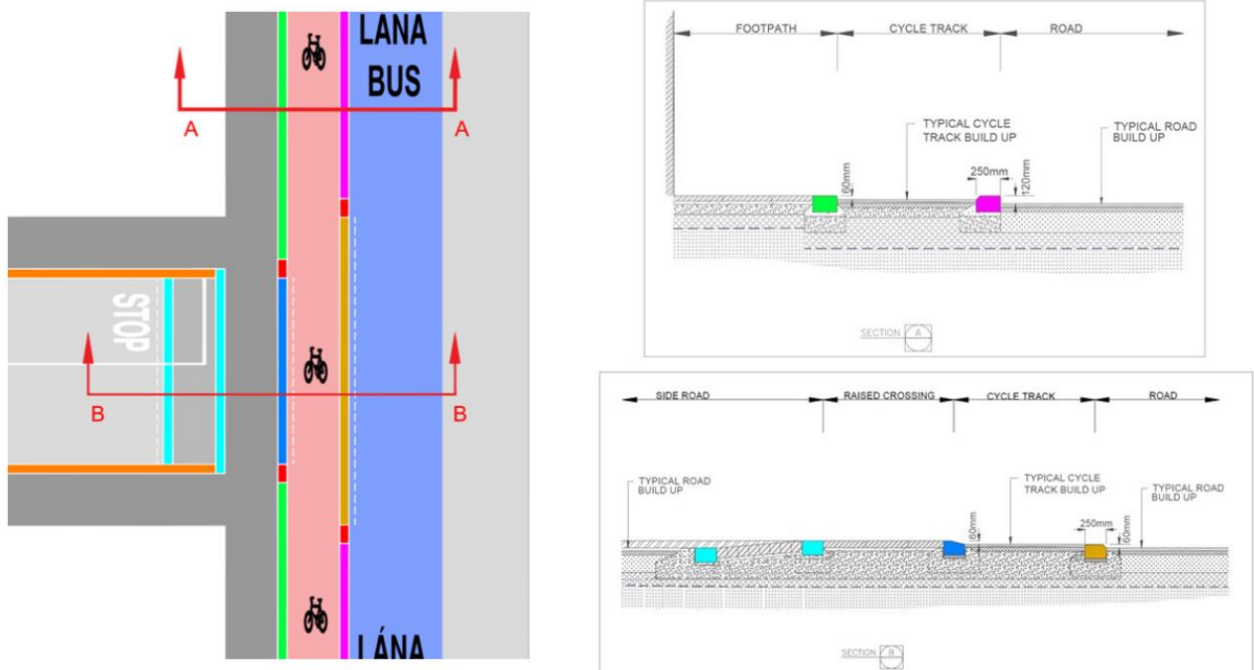 LANA
BUS
A
A
STOP
B
B
LÁNA
FOOTPATH
CYCLE TRACK
ROAD
TYPICAL CYCLE
TRACK BUILD UP
TYPICAL ROAD
BUILD UP
60mm
250mm
120mm
SECTION A
SIDE ROAD
RAISED CROSSING
CYCLE TRACK
ROAD
TYPICAL ROAD
BUILD UP
TYPICAL CYCLE
TRACK BUILD UP
TYPICAL ROAD
BUILD UP
60mm
250mm
60mm
SECTION B